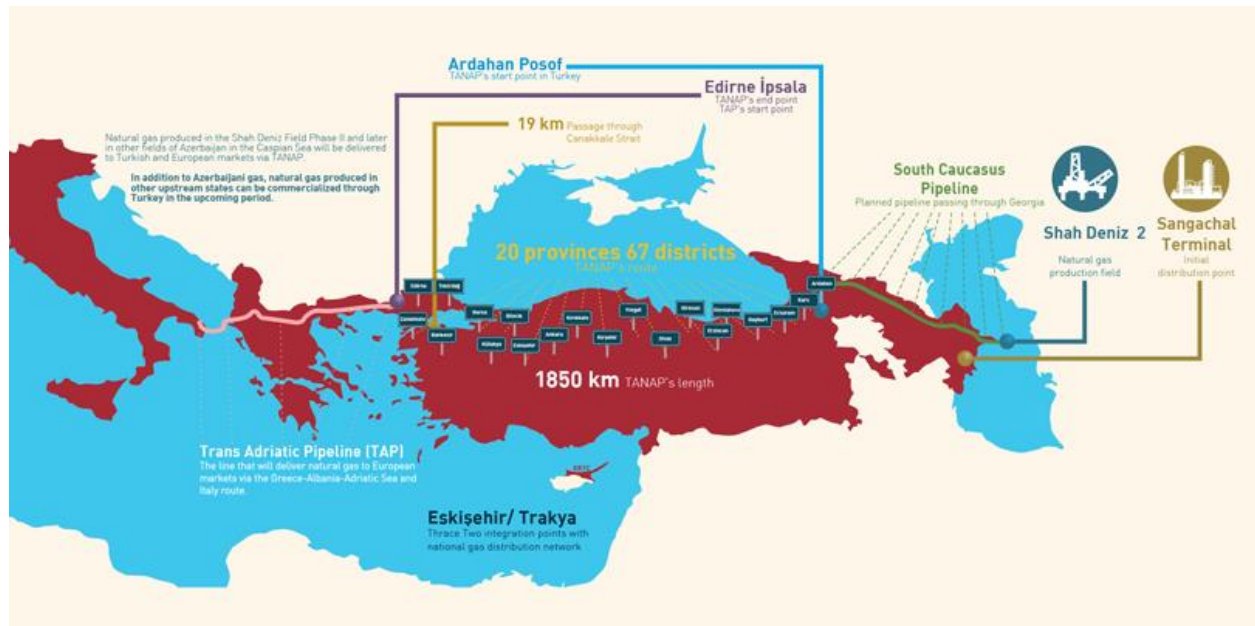 Ardahan Posof
TANAP's start point in Turkey
Edirne İpsala
TANAP's end point
TAP's start point
19 km Passage through
Canakkale Strait
Natural gas produced in the Shah Deniz Field Phase II and later
in other fields of Azerbaijan in the Caspian Sea will be delivered
to Turkish and European markets via TANAP.
In addition to Azerbaijani gas, natural gas produced in
other upstream states can be commercialized through
Turkey in the upcoming period.
South Caucasus
Pipeline
Planned pipeline passing through Georgia
Shah Deniz 2
Natural gas
production field
Sangachal
Terminal
Initial
distribution point
20 provinces 67 districts
TANAP's route
Edirne
Tekirdağ
Bursa
Bilecik
Kütahya
Eskişehir
Ankara
Kırıkkale
Kırşehir
Yozgat
Sivas
Giresun
Erzincan
Bayburt
Erzurum
Kars
Ardahan
1850 km TANAP's length
Trans Adriatic Pipeline (TAP)
The line that will deliver natural gas to European
markets via the Greece-Albania-Adriatic Sea and
Italy route.
Eskişehir/ Trakya
Thrace Two integration points with
national gas distribution network